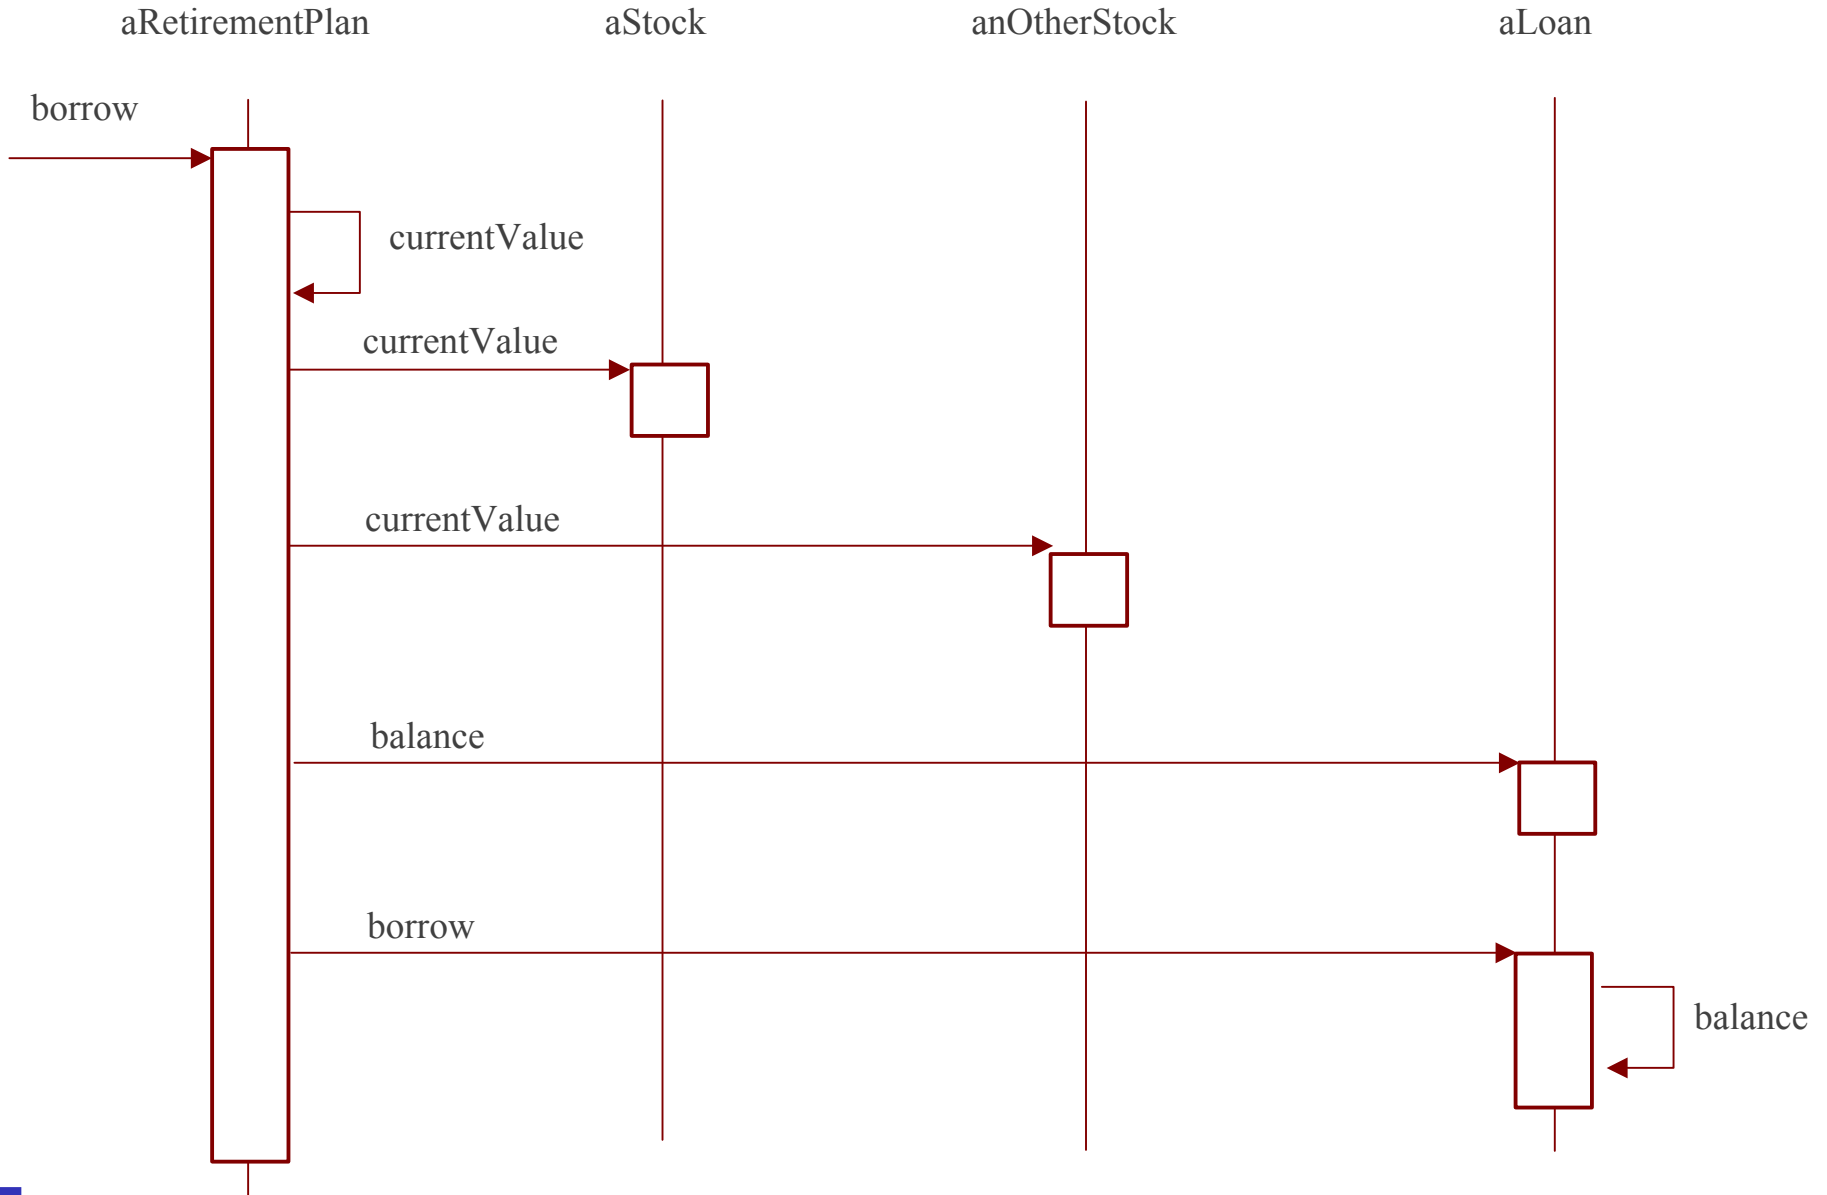 aRetirementPlan
aStock
anOtherStock
aLoan
borrow
currentValue
currentValue
currentValue
balance
borrow
balance